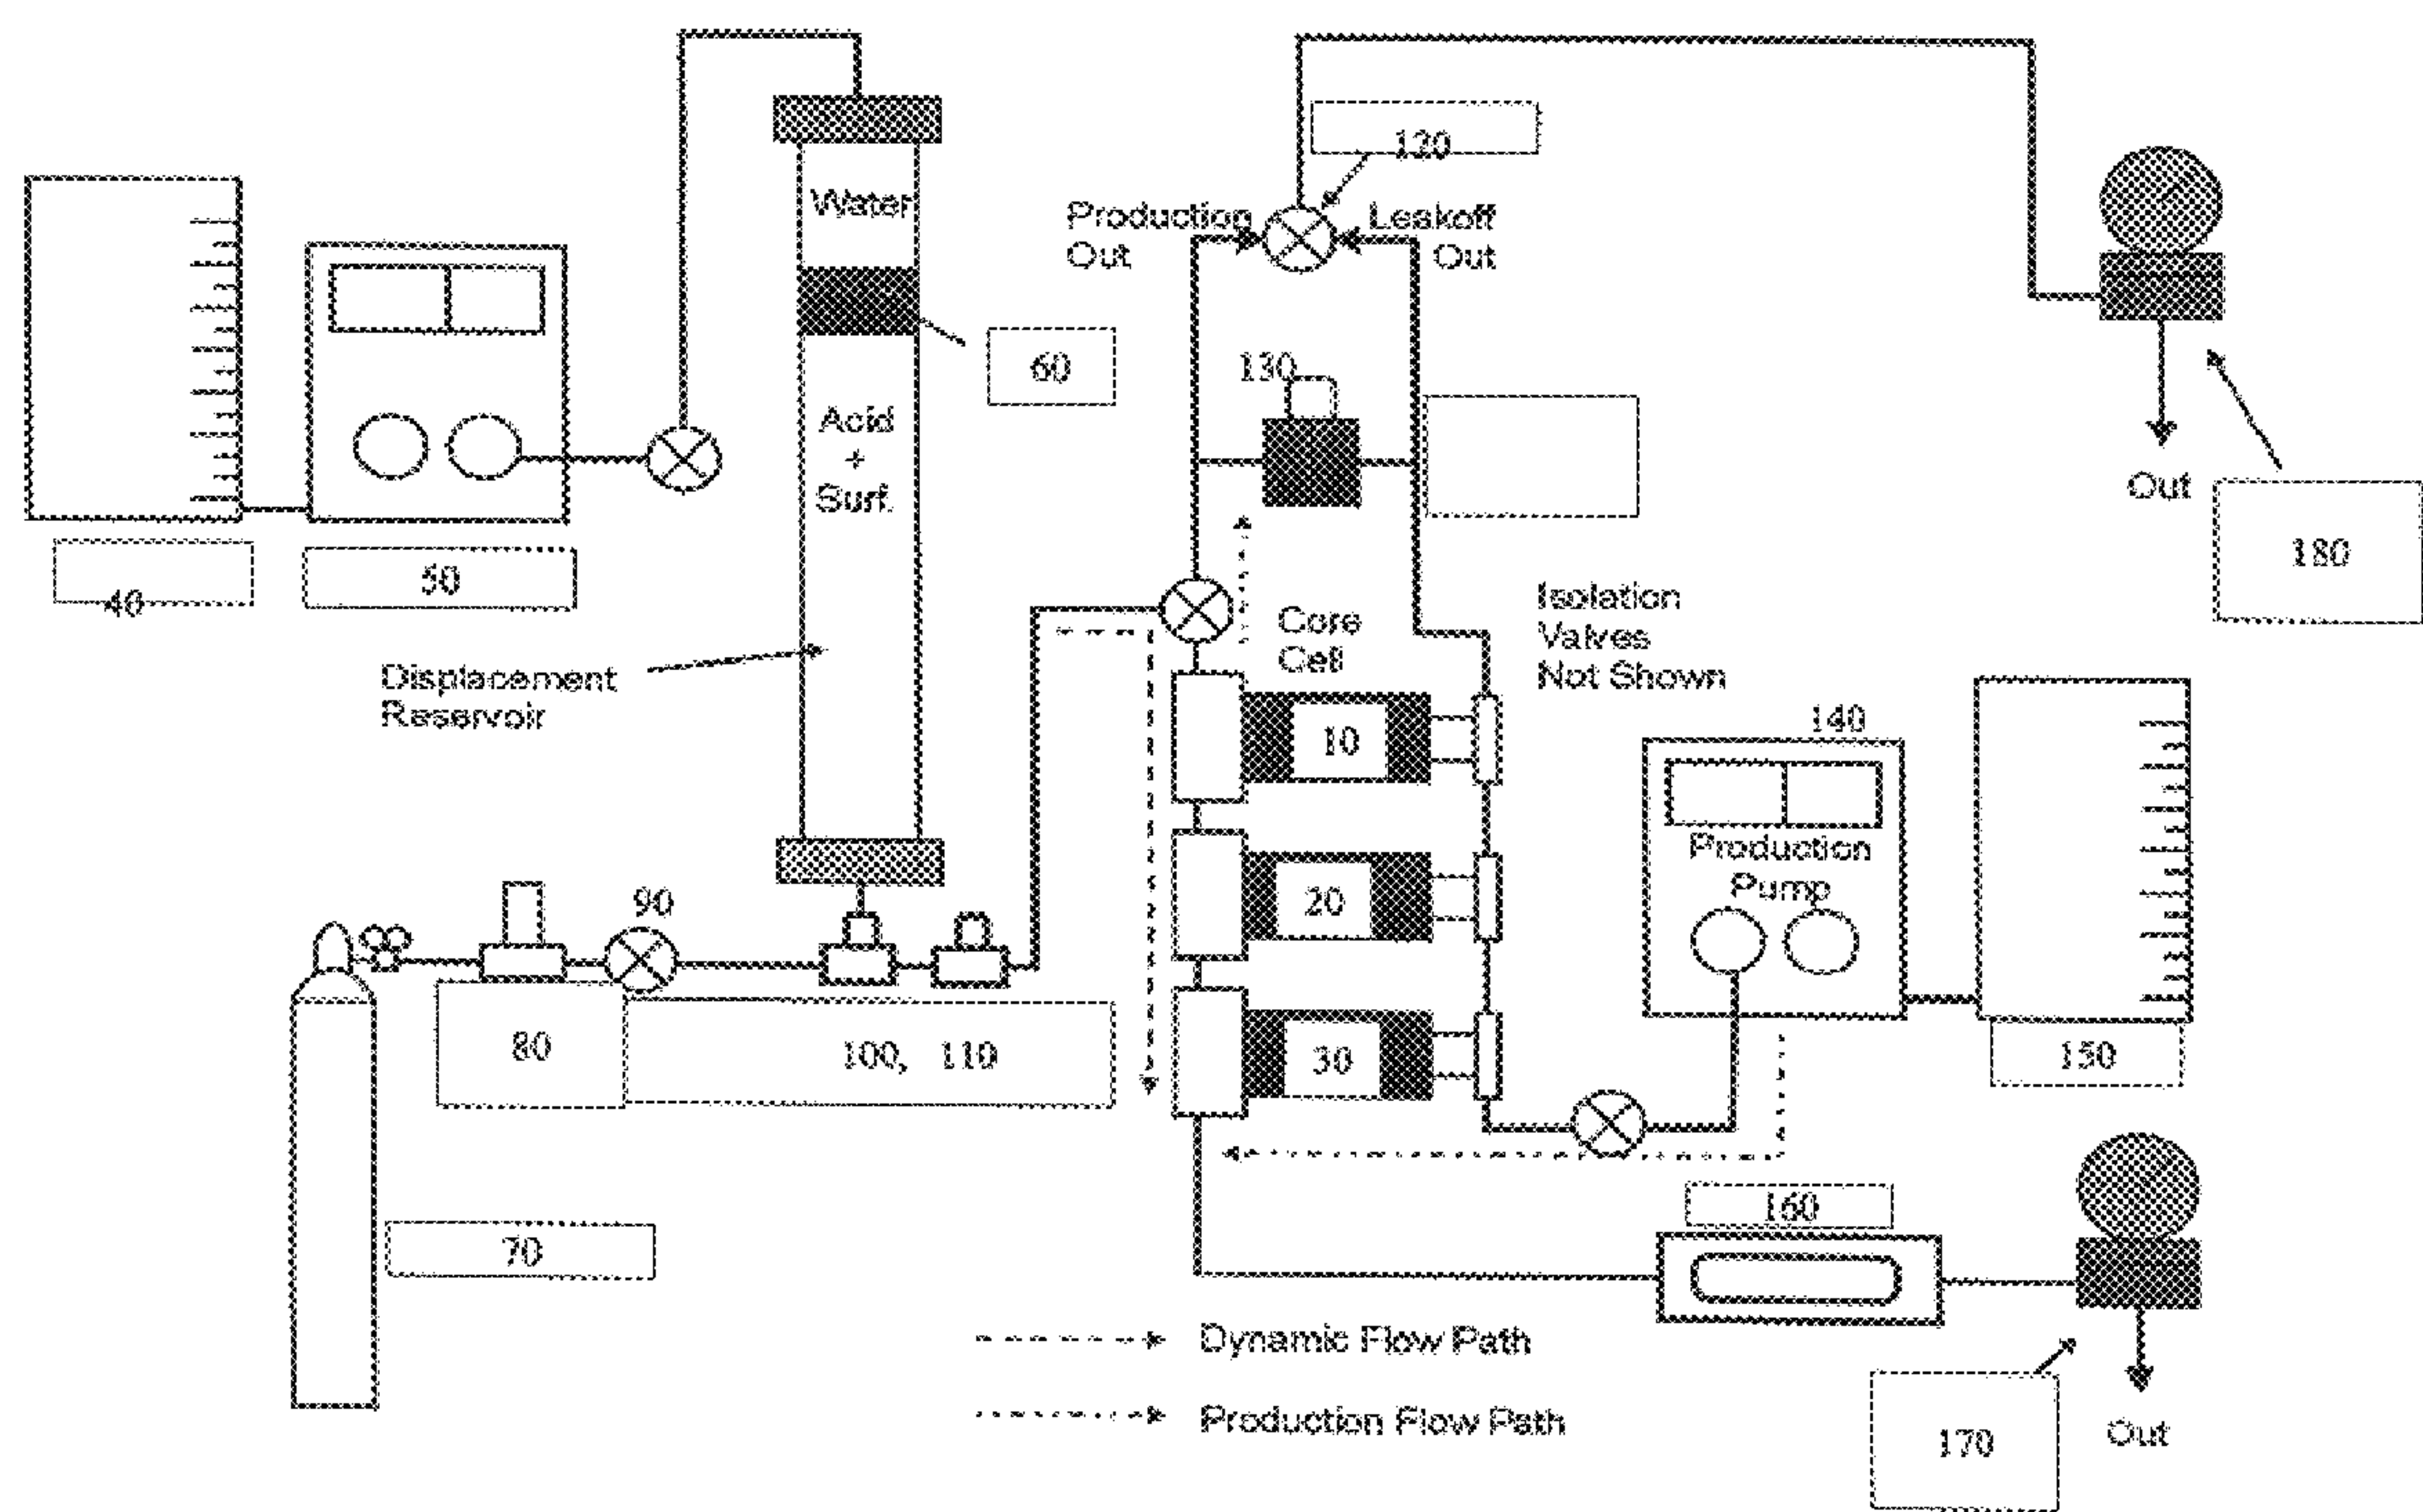 Water
120
Production
Out
Leakoff
Out
60
130
Acid
+
Surf.
Out
180
40
50
Displacement
Reservoir
Core
Cell
Isolation
Valves
Not Shown
10
140
Production
Pump
20
90
80
100, 110
30
150
160
70
Dynamic Flow Path
Production Flow Path
170
Out